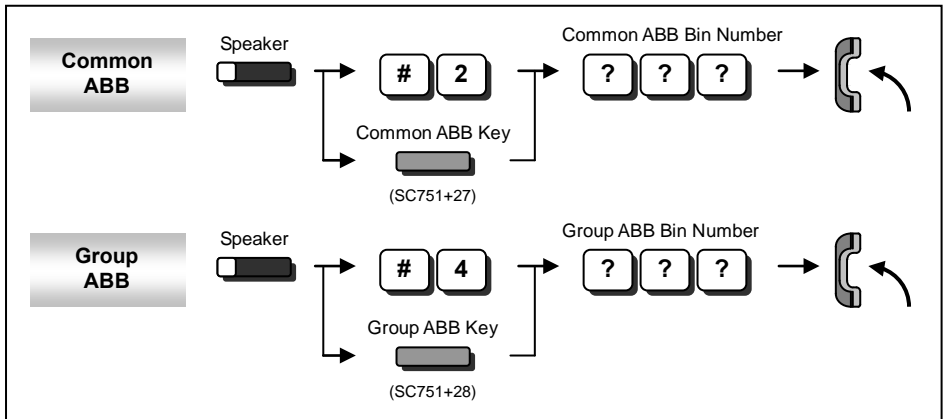 Common
ABB
Speaker
# 2
Common ABB Key
(SC751+27)
Common ABB Bin Number
? ? ?
Group
ABB
Speaker
# 4
Group ABB Key
(SC751+28)
Group ABB Bin Number
? ? ?